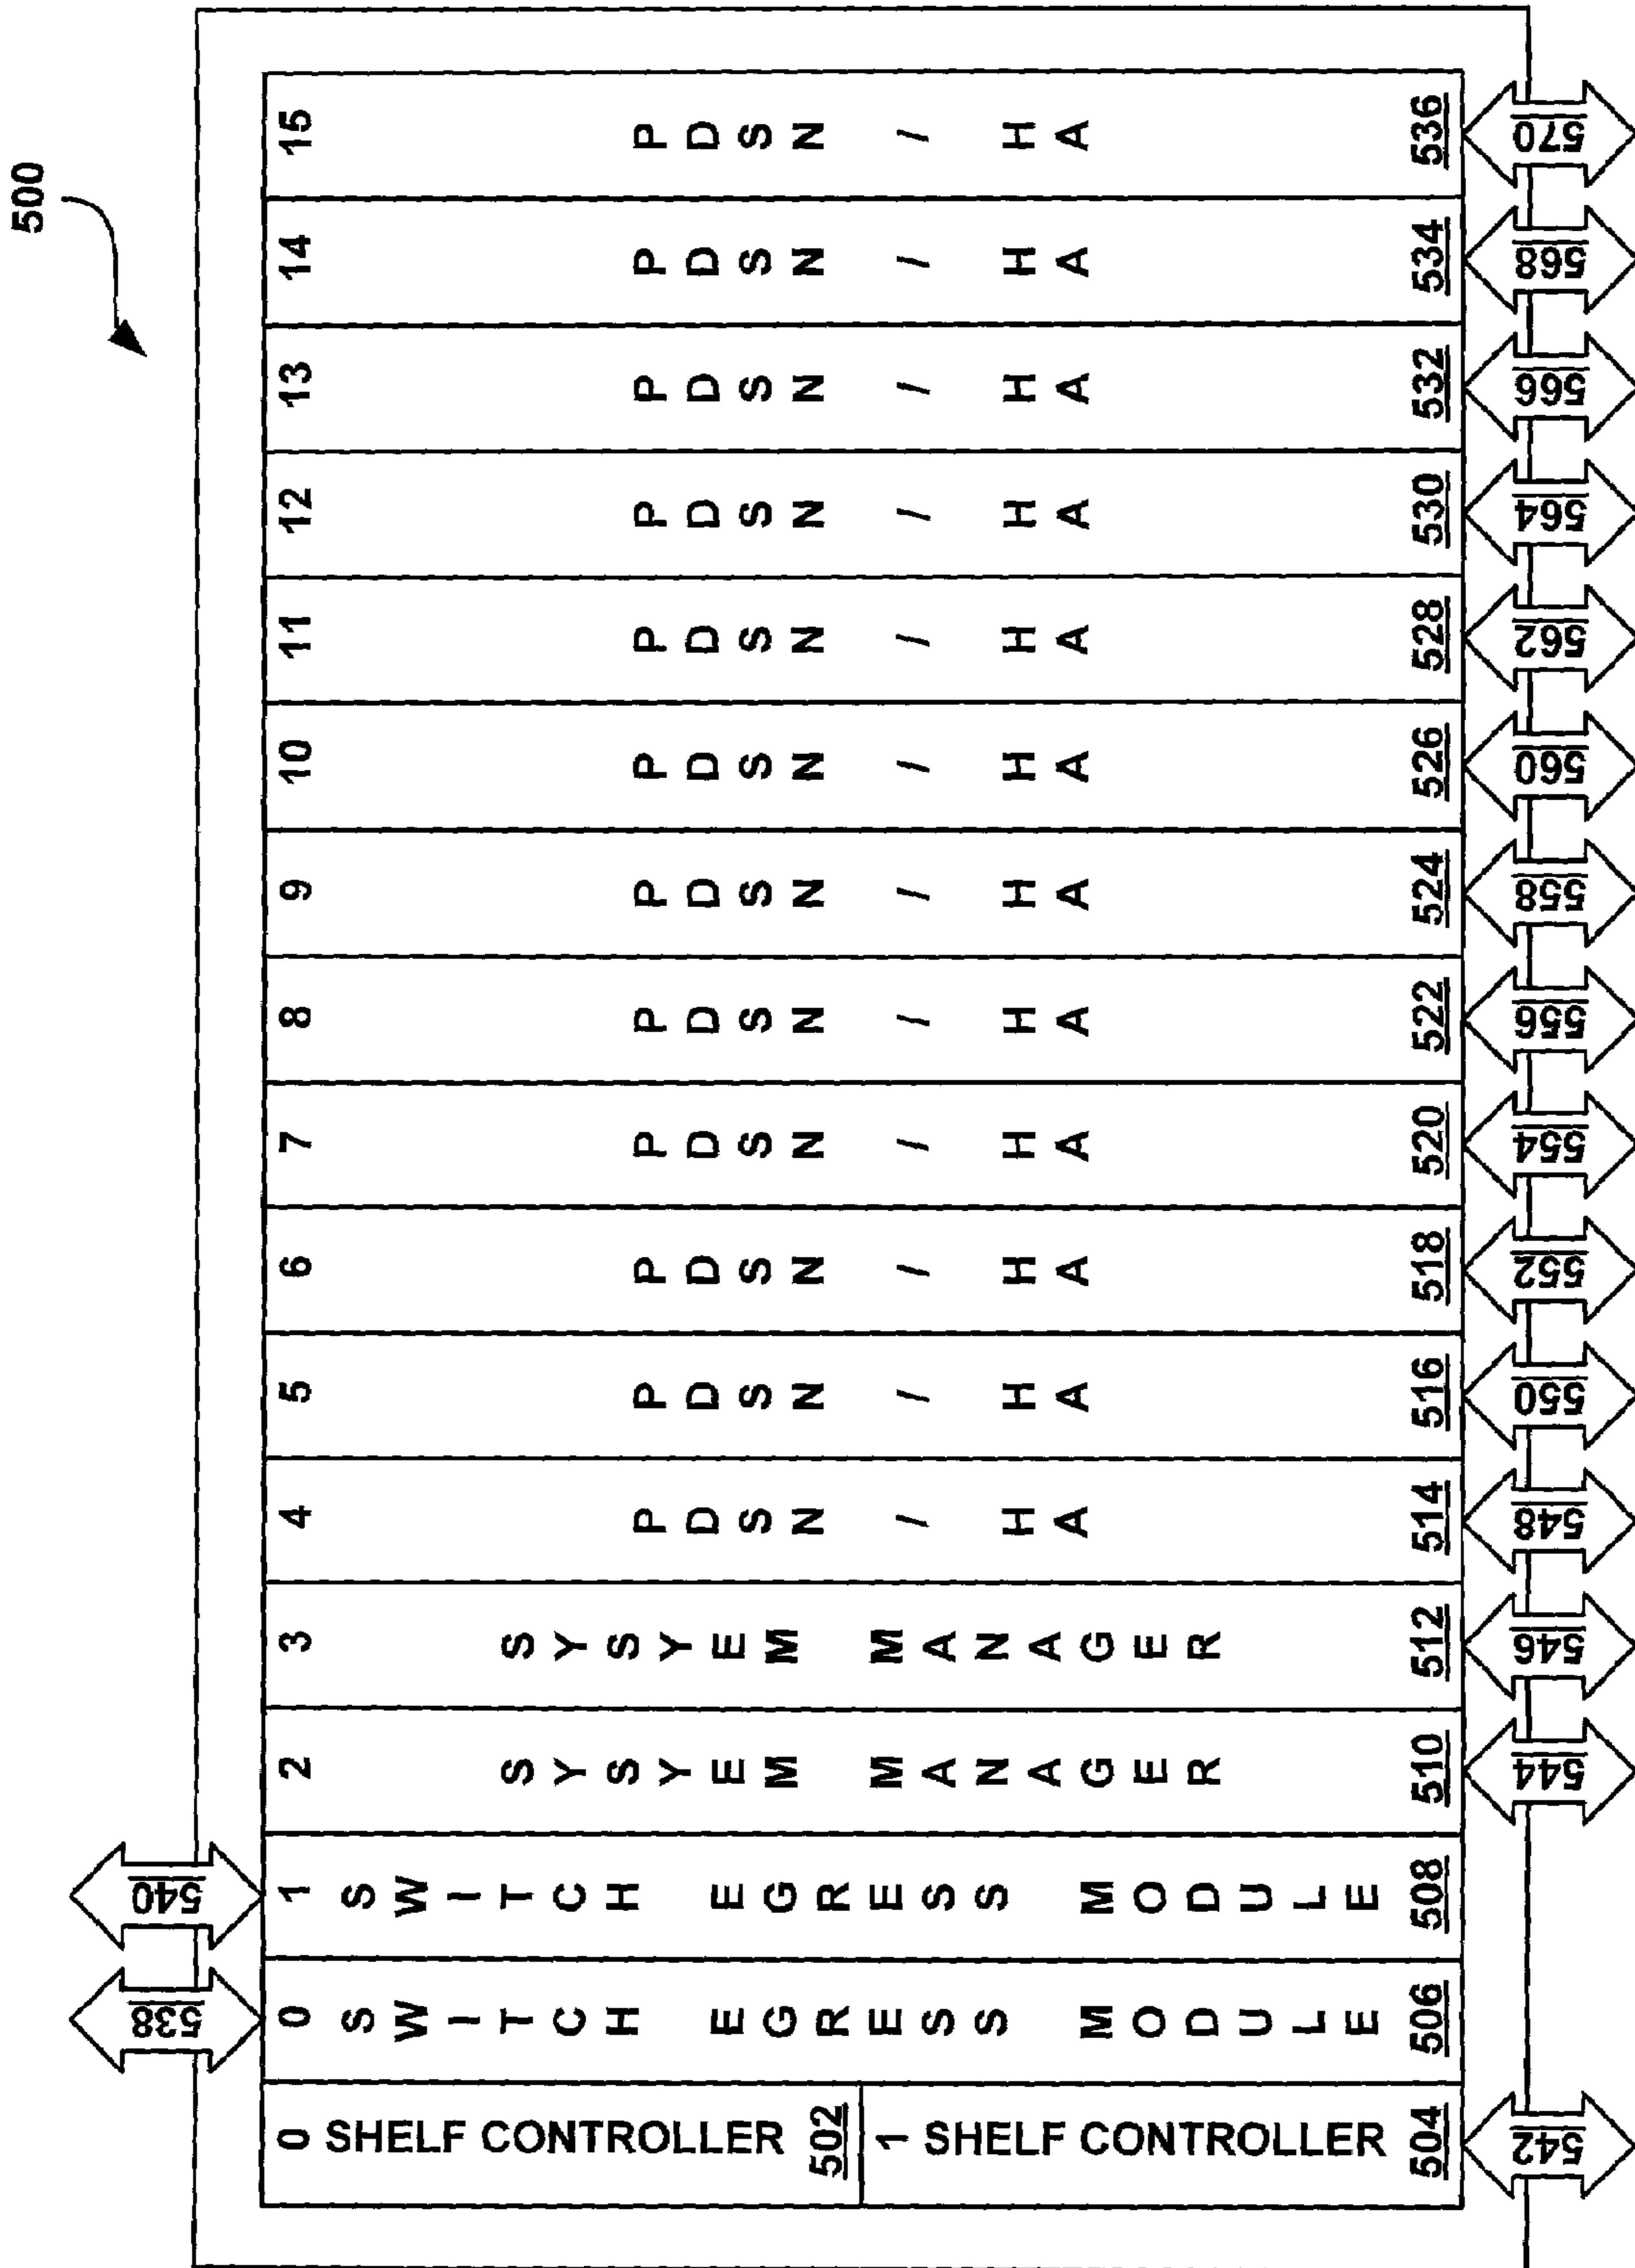 500
538
540
0 SHELF CONTROLLER 502
1 SHELF CONTROLLER 504
542
0 SWITCH EGRESS MODULE 506
1 SWITCH EGRESS MODULE 508
2 SYSYEM MANAGER 510
544
3 SYSYEM MANAGER 512
546
4 PDSN / HA 514
548
5 PDSN / HA 516
550
6 PDSN / HA 518
552
7 PDSN / HA 520
554
8 PDSN / HA 522
556
9 PDSN / HA 524
558
10 PDSN / HA 526
560
11 PDSN / HA 528
562
12 PDSN / HA 530
564
13 PDSN / HA 532
566
14 PDSN / HA 534
568
15 PDSN / HA 536
570